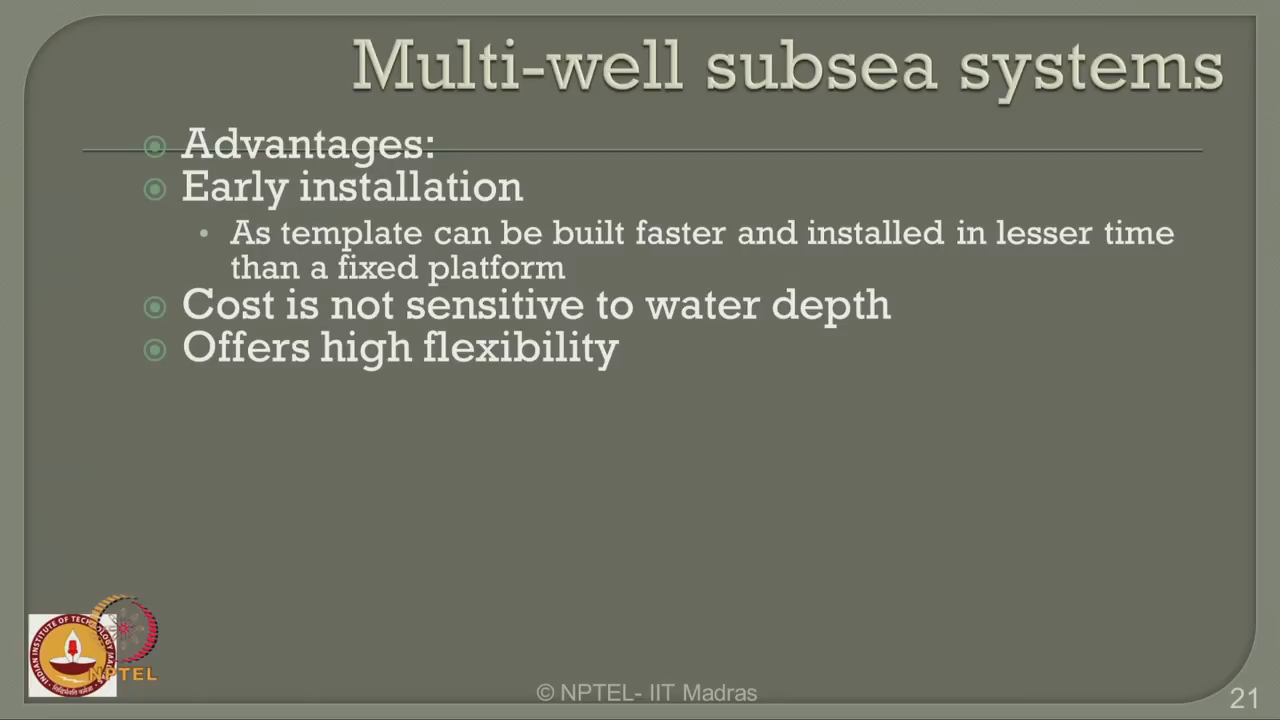 Multi-well subsea systems
Advantages:
Early installation
As template can be built faster and installed in lesser time
than a fixed platform
Cost is not sensitive to water depth
Offers high flexibility
NPTEL
© NPTEL- IIT Madras
21